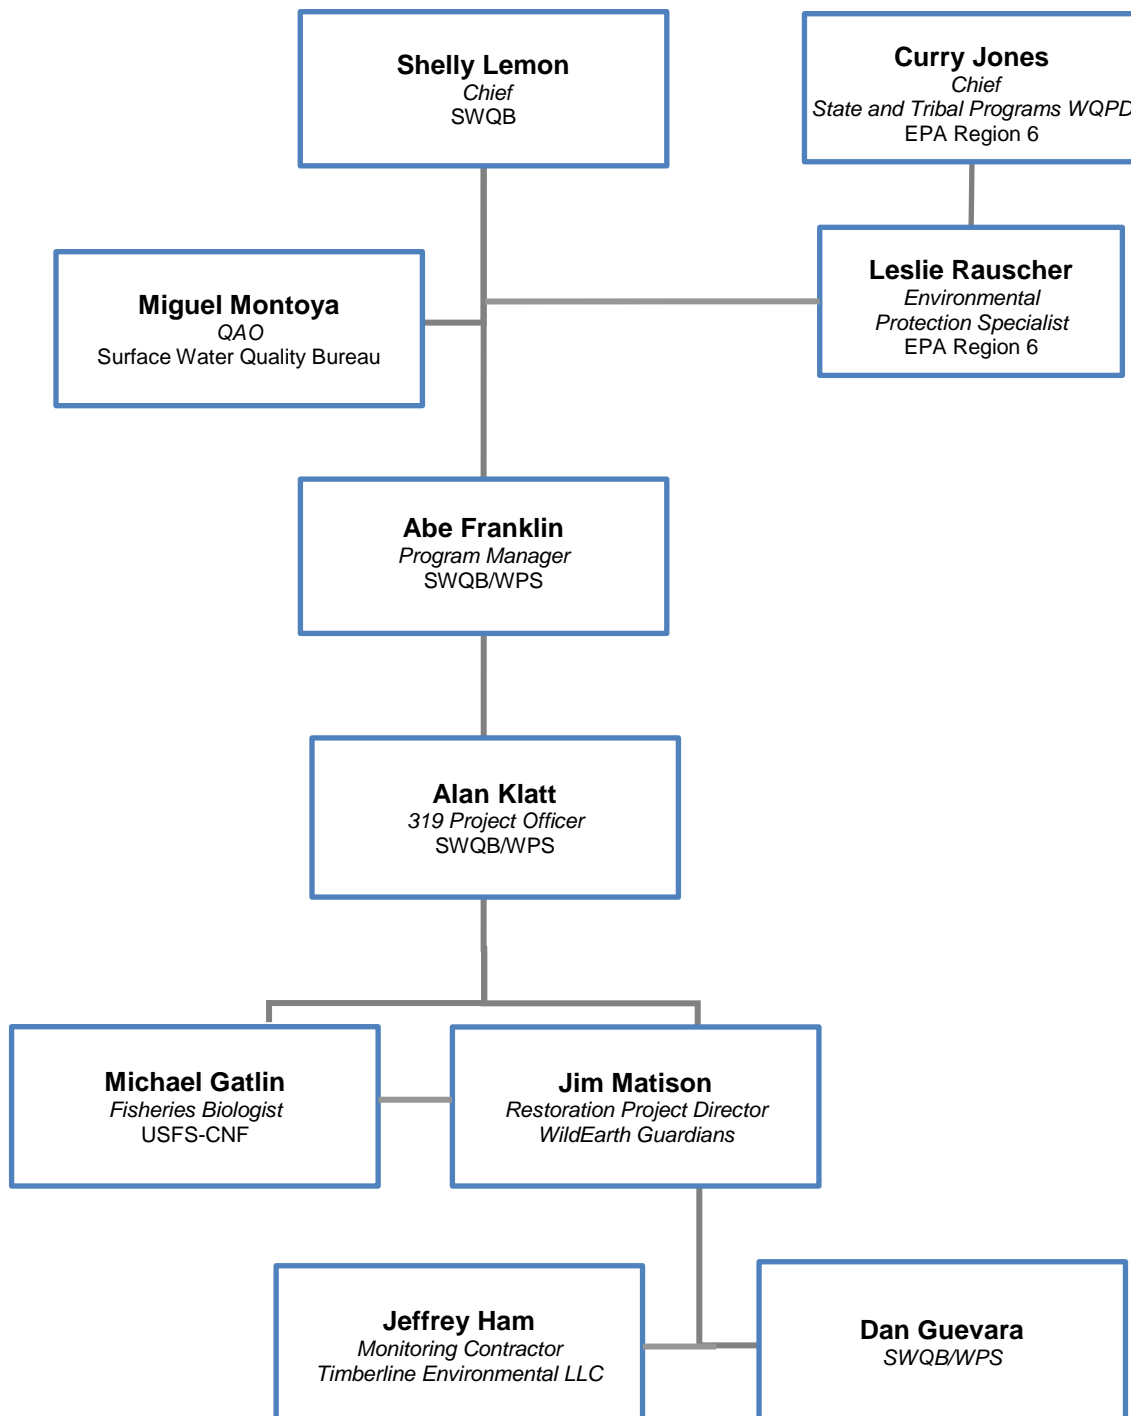 Shelly Lemon
Chief
SWQB
Curry Jones
Chief
State and Tribal Programs WQPD
EPA Region 6
Miguel Montoya
QAO
Surface Water Quality Bureau
Leslie Rauscher
Environmental
Protection Specialist
EPA Region 6
Abe Franklin
Program Manager
SWQB/WPS
Alan Klatt
319 Project Officer
SWQB/WPS
Michael Gatlin
Fisheries Biologist
USFS-CNF
Jim Matison
Restoration Project Director
WildEarth Guardians
Jeffrey Ham
Monitoring Contractor
Timberline Environmental LLC
Dan Guevara
SWQB/WPS